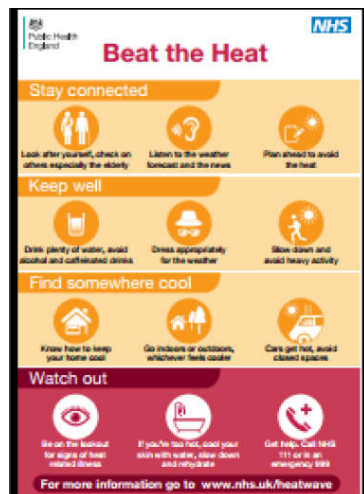 Public Health
England
NHS
Beat the Heat
Stay connected
Look after yourself, check on
others especially the elderly
Listen to the weather
forecast and the news
Plan ahead to avoid
the heat
Keep well
Drink plenty of water, avoid
alcohol and caffeinated drinks
Dress appropriately
for the weather
Slow down and
avoid heavy activity
Find somewhere cool
Know how to keep
your home cool
Go indoors or outdoors,
whichever feels cooler
Cars get hot, avoid
closed spaces
Watch out
Be on the lookout
for signs of heat
related illness
If you're too hot, cool your
skin with water, slow down
and rehydrate
Get help. Call NHS
111 or in an
emergency 999
For more information go to www.nhs.uk/heatwave